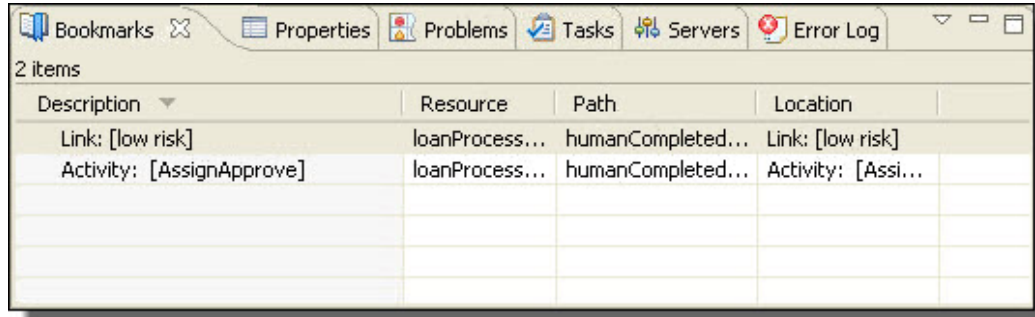 Bookmarks Properties Problems Tasks Servers Error Log
2 items
Description Resource Path Location
Link: [low risk] loanProcess... humanCompleted... Link: [low risk]
Activity: [AssignApprove] loanProcess... humanCompleted... Activity: [Assi...